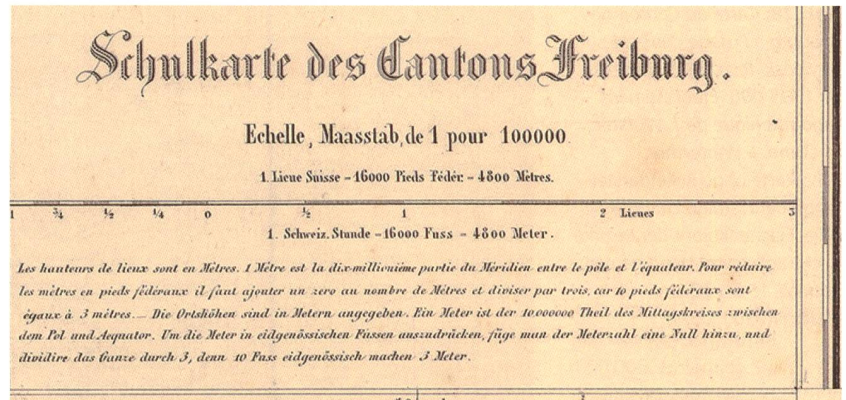 Schulkarte des Cantons Freiburg.
Echelle, Maasstab, de 1 pour 100000
1. Lieue Suisse – 16000 Pieds Fédér. – 4800 Mètres.
1 ¾ ½ ¼ 0 ½ 1 2 Lieues 3
1. Schweiz. Stunde – 16000 Fuss – 4800 Meter.
Les hauteurs de lieux sont en Mètres. 1 Mètre est la dix-millionième partie du Méridien entre le pôle et l'équateur. Pour réduire
les mètres en pieds fédéraux il faut ajouter un zero au nombre de Mètres et diviser par trois, car 10 pieds fédéraux sont
égaux à 3 mètres. — Die Ortshöhen sind in Metern angegeben. Ein Meter ist der 10.000000 Theil des Mittagskreises zwischen
dem Pol und Aequator. Um die Meter in eidgenössischen Füssen auszudrücken, füge man der Meterzahl eine Null hinzu, und
dividire das Ganze durch 3, denn 10 Fuss eidgenössisch machen 3 Meter.